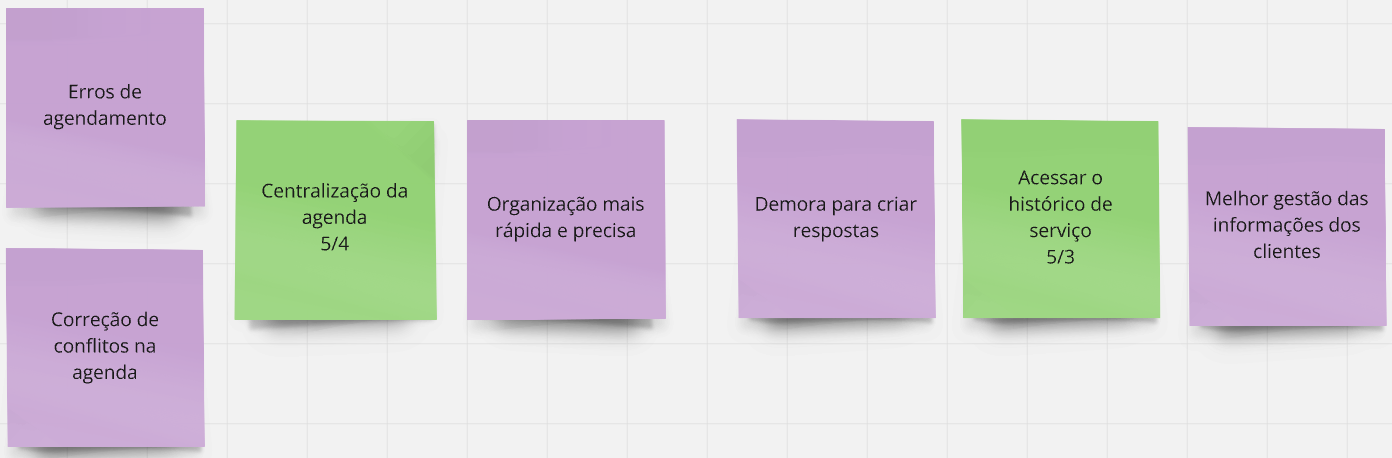 Erros de
agendamento
Correção de
conflitos na
agenda
Centralização da
agenda
5/4
Organização mais
rápida e precisa
Demora para criar
respostas
Acessar o
histórico de
serviço
5/3
Melhor gestão das
informações dos
clientes